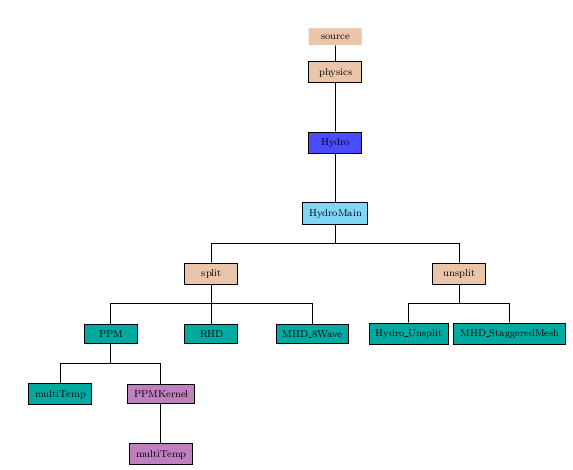 source
physics
Hydro
HydroMain
split
unsplit
PPM
RHD
MHD_8Wave
Hydro_Unsplit
MHD_StaggeredMesh
multiTemp
PPMKernel
multiTemp